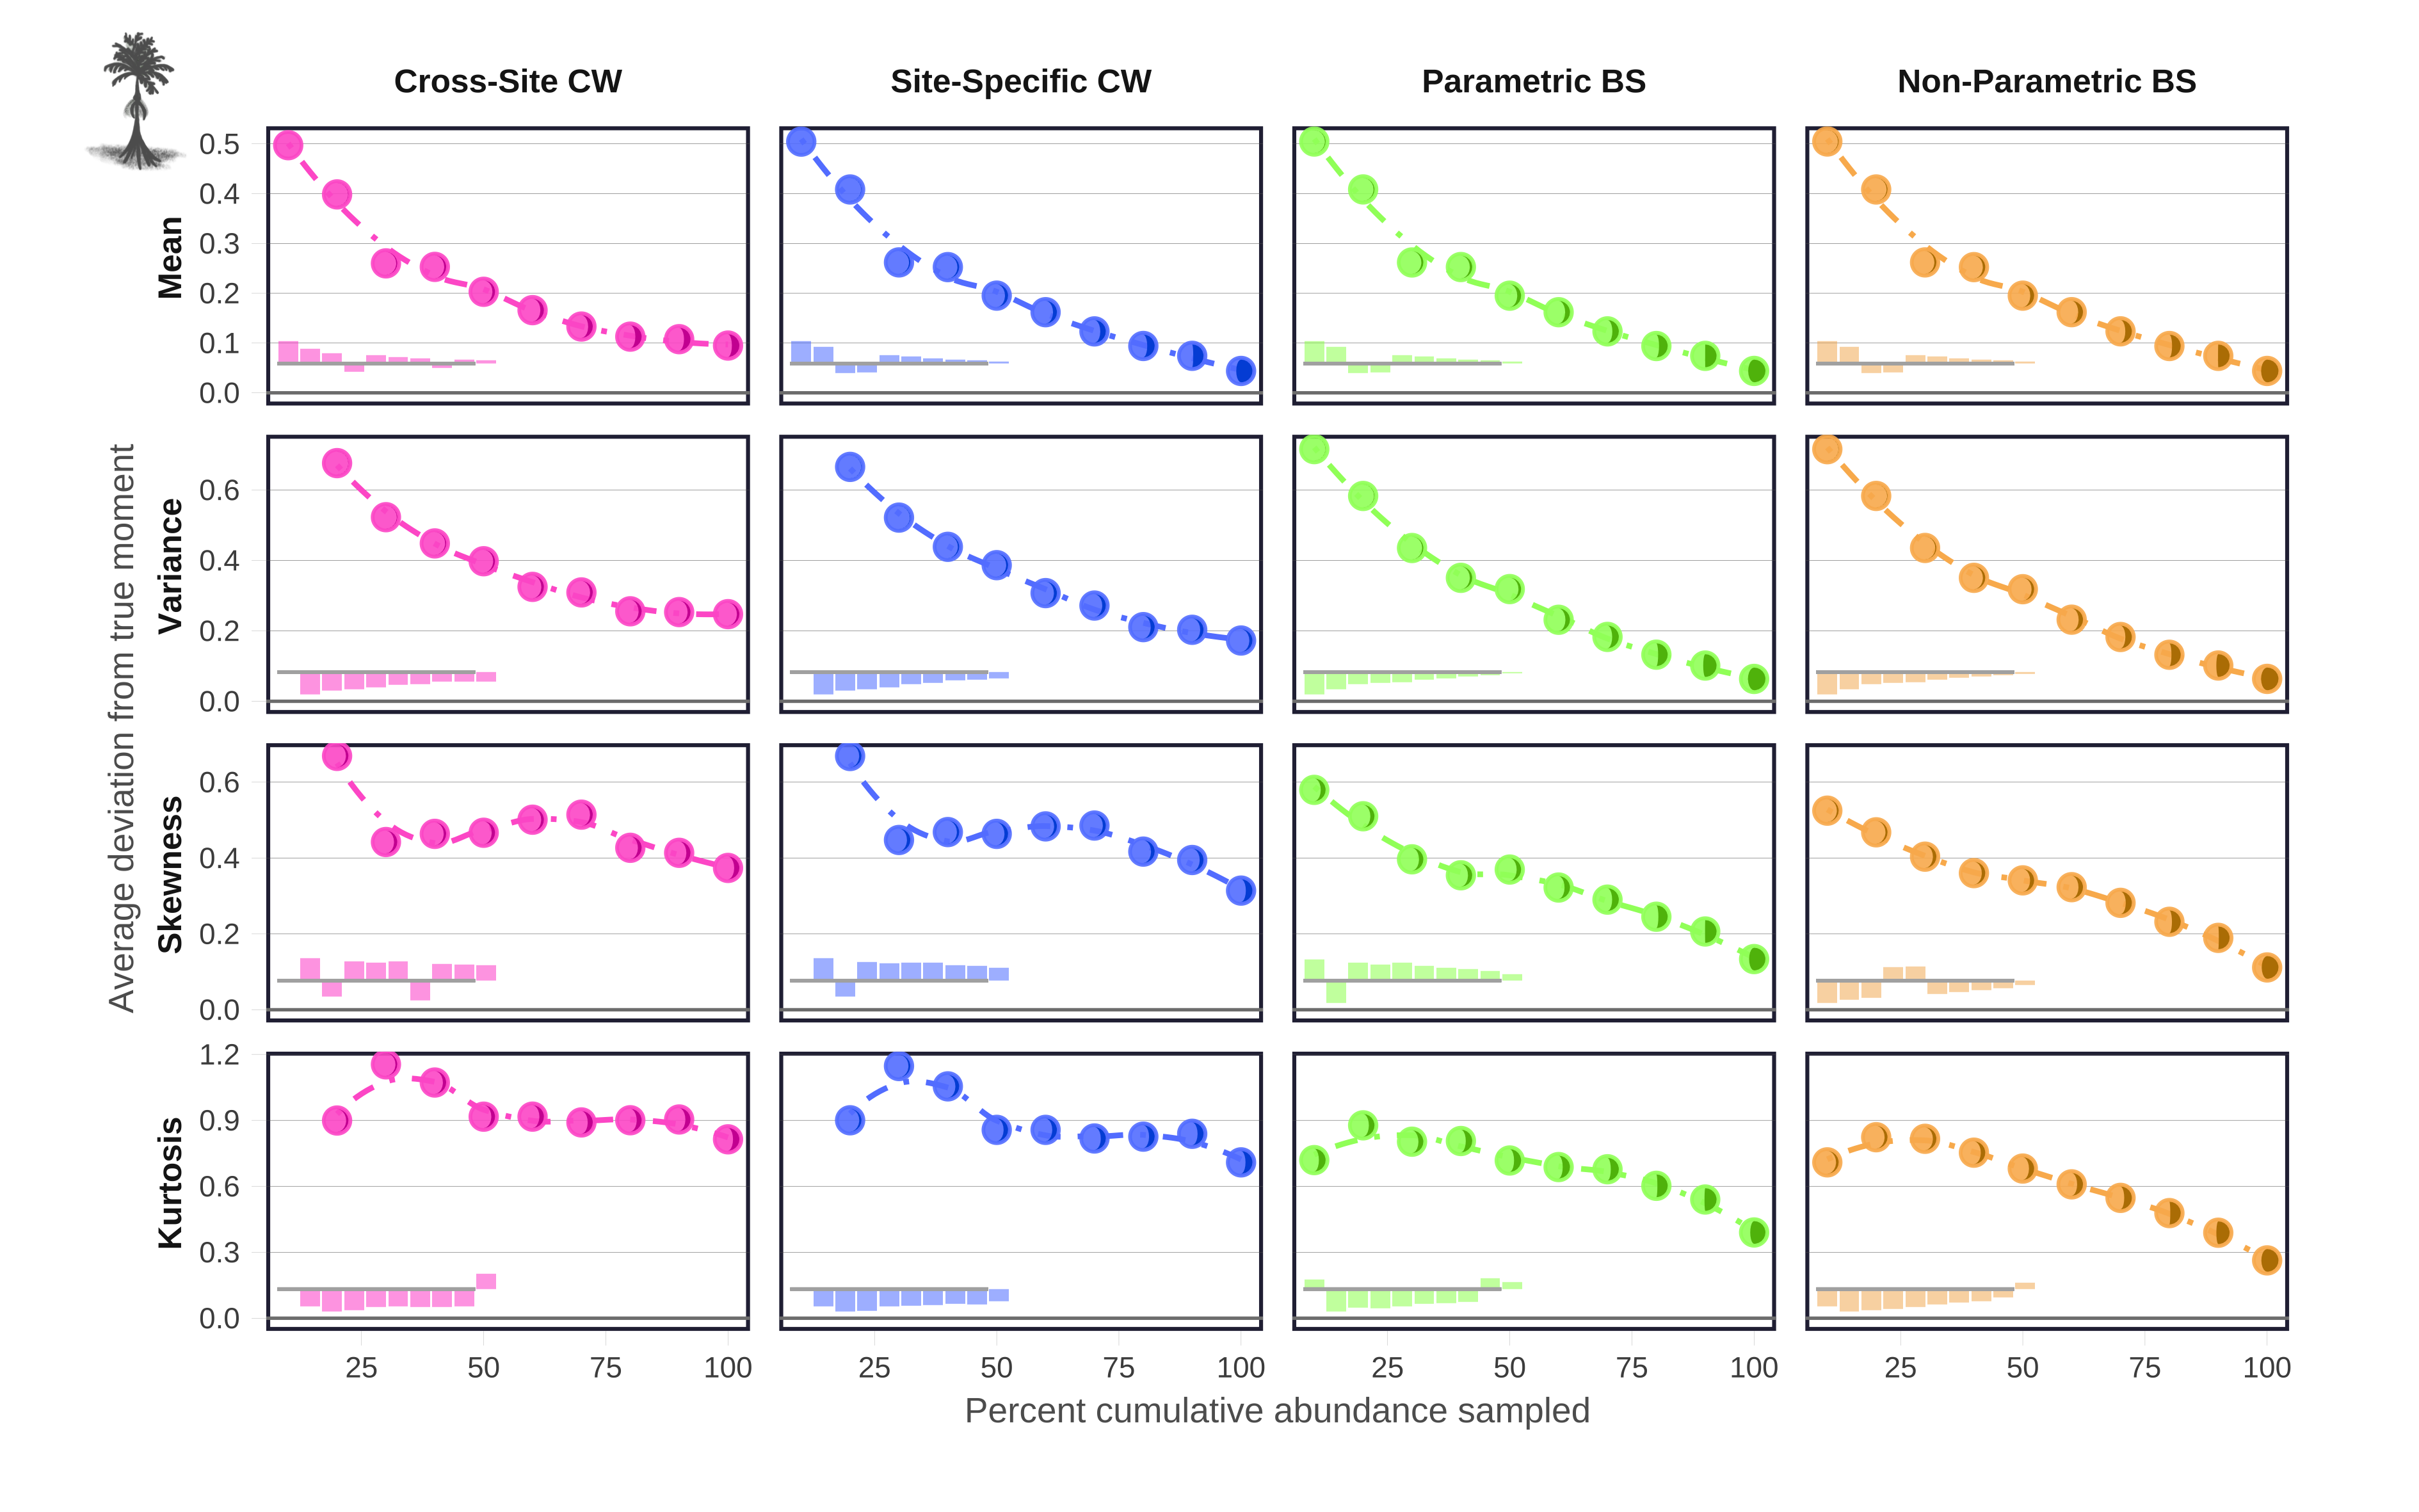 Cross-Site CW Site-Specific CW Parametric BS Non-Parametric BS
Average deviation from true moment
Mean
0.5
0.4
0.3
0.2
0.1
0.0
Variance
0.6
0.4
0.2
0.0
Skewness
0.6
0.4
0.2
0.0
Kurtosis
1.2
0.9
0.6
0.3
0.0
25 50 75 100 25 50 75 100 25 50 75 100 25 50 75 100
Percent cumulative abundance sampled